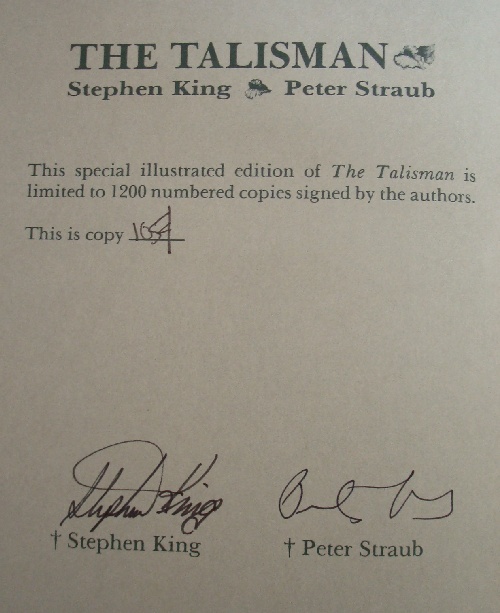 THE TALISMAN
Stephen King Peter Straub
This special illustrated edition of The Talisman is
limited to 1200 numbered copies signed by the authors.
This is copy
Stephen King
† Stephen King † Peter Straub